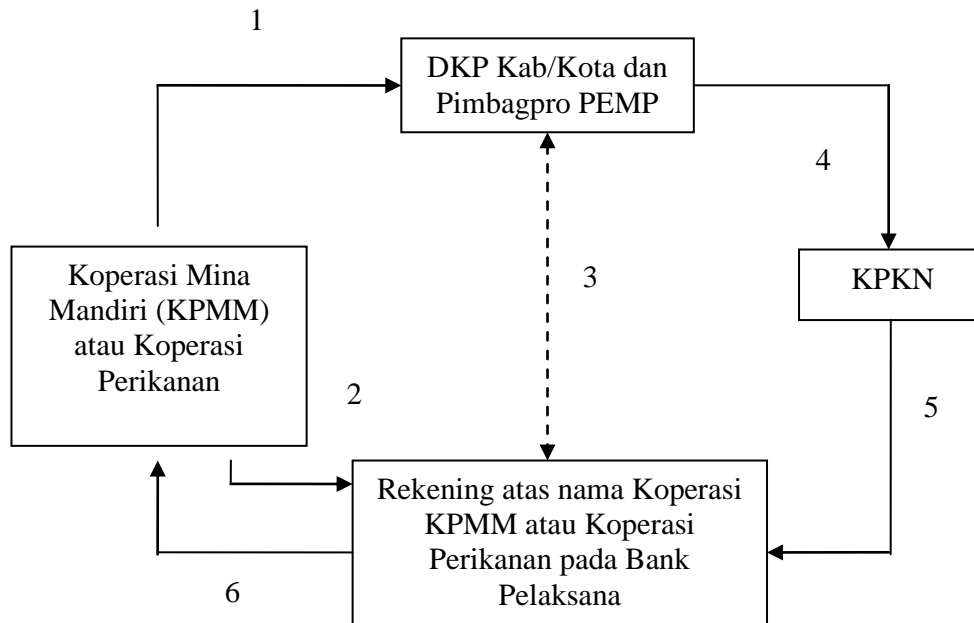 1
DKP Kab/Kota dan
Pimbagpro PEMP
4
Koperasi Mina
Mandiri (KPMM)
atau Koperasi
Perikanan
3
KPKN
2
5
Rekening atas nama Koperasi
KPMM atau Koperasi
Perikanan pada Bank
Pelaksana
6